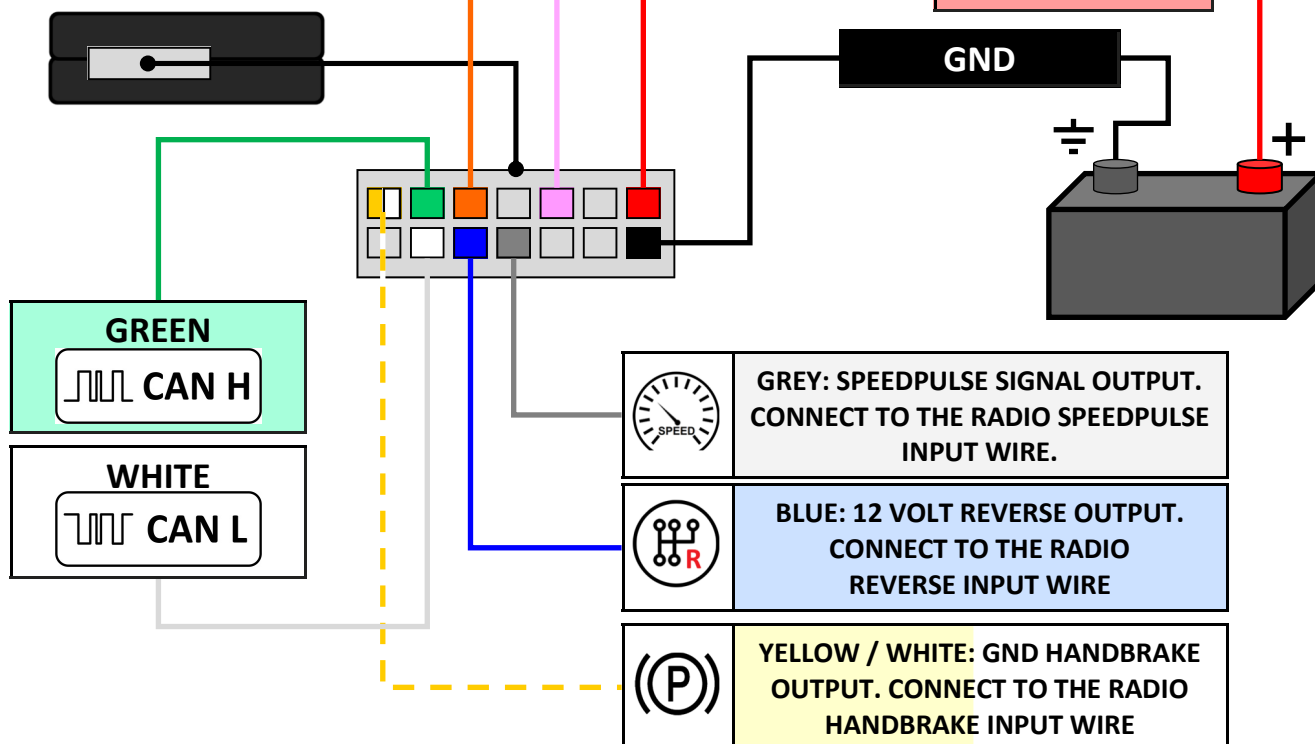 GND
+
GREEN
CAN H
WHITE
CAN L
SPEED
GREY: SPEEDPULSE SIGNAL OUTPUT.
CONNECT TO THE RADIO SPEEDPULSE
INPUT WIRE.
R
BLUE: 12 VOLT REVERSE OUTPUT.
CONNECT TO THE RADIO
REVERSE INPUT WIRE
P
YELLOW / WHITE: GND HANDBRAKE
OUTPUT. CONNECT TO THE RADIO
HANDBRAKE INPUT WIRE